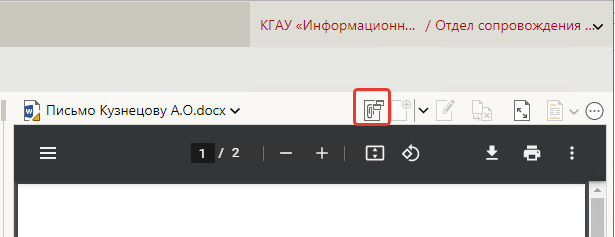 КГАУ «Информационн... / Отдел сопровождения ...
Письмо Кузнецову А.О.docx
1 / 2